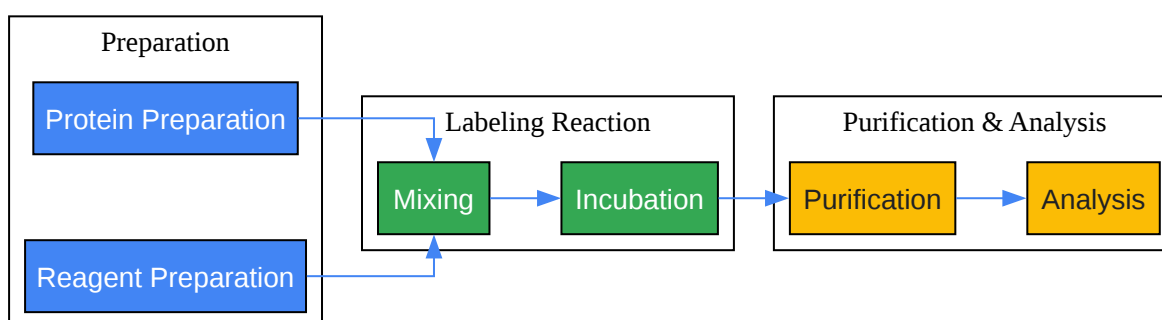 Preparation
Protein Preparation
Reagent Preparation
Labeling Reaction
Mixing
Incubation
Purification & Analysis
Purification
Analysis